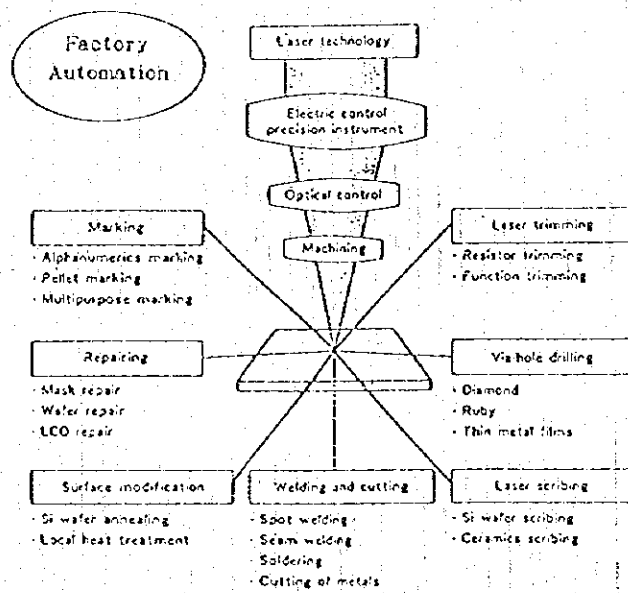 Factory
Automation
Laser technology
Electric control
precision instrument
Optical control
Machining
Marking
· Alphanumerics marking
· Pellet marking
· Multipurpose marking
Laser trimming
· Resistor trimming
· Function trimming
Repairing
· Mask repair
· Wafer repair
· LCO repair
Via-hole drilling
· Diamond
· Ruby
· Thin metal films
Surface modification
· Si wafer annealing
· Local heat treatment
Welding and cutting
· Spot welding
· Seam welding
· Soldering
· Cutting of metals
Laser scribing
· Si wafer scribing
· Ceramics scribing